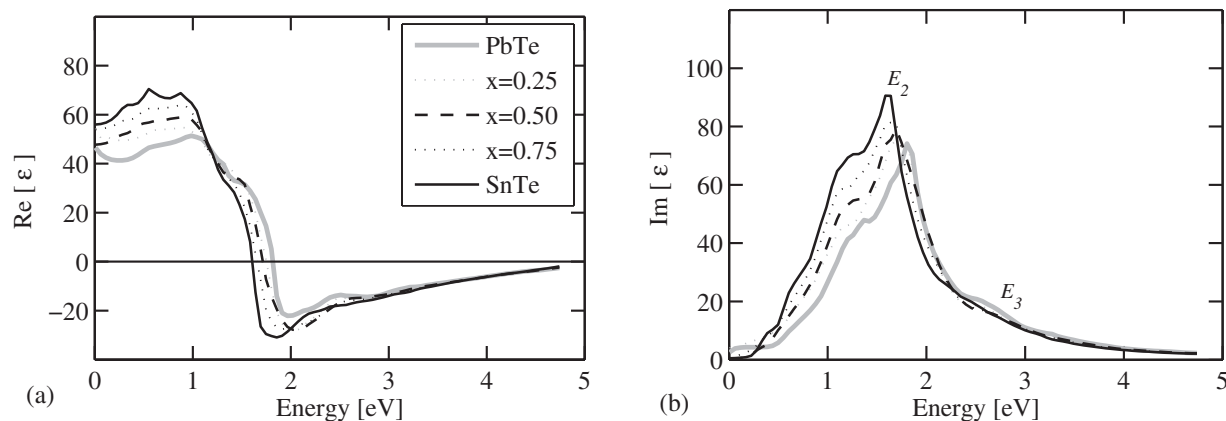 Re [ ε ]
80
60
40
20
0
−20
0 1 2 3 4 5
Energy [eV]
(a)
PbTe
x=0.25
x=0.50
x=0.75
SnTe
Im [ ε ]
100
80
60
40
20
0
0 1 2 3 4 5
Energy [eV]
(b)
E2
E3